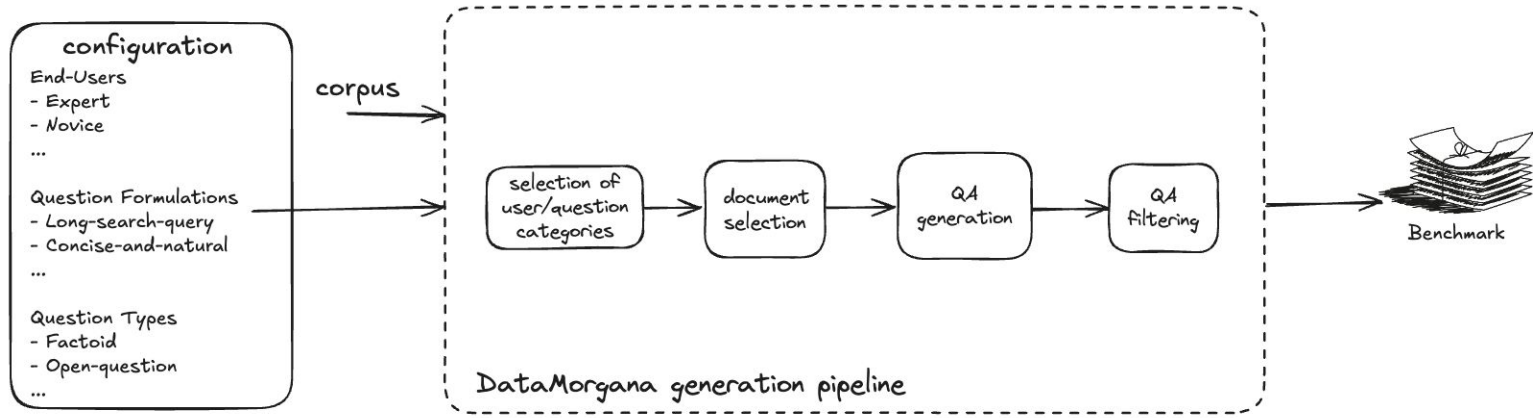 configuration
End-Users
- Expert
- Novice
...
Question Formulations
- Long-search-query
- Concise-and-natural
...
Question Types
- Factoid
- Open-question
...
corpus
selection of
user/question
categories
document
selection
QA
generation
QA
filtering
DataMorgana generation pipeline
Benchmark